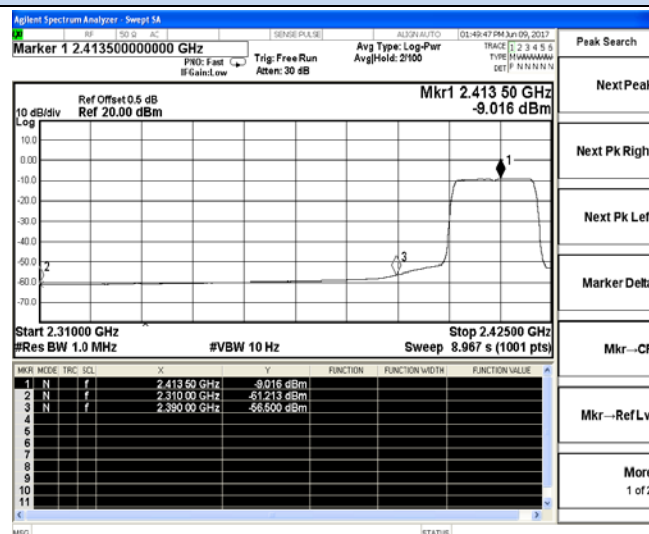 Agilent Spectrum Analyzer - Swept SA
RF 50 Ω AC SENSE:PULSE ALIGN AUTO 01:49:47 PM Jun 09, 2017
Marker 1 2.413500000000 GHz
PNO: Fast
IFGain:Low
Trig: Free Run
Atten: 30 dB
Avg Type: Log-Pwr
Avg|Hold: 2/100
TRACE 1 2 3 4 5 6
TYPE
DET P N N N N N
Peak Search
Mkr1 2.413 50 GHz
-9.016 dBm
Ref Offset 0.5 dB
10 dB/div Ref 20.00 dBm
Log
10.0
0.00
-10.0
-20.0
-30.0
-40.0
-50.0
-60.0
-70.0
1
2
3
Start 2.31000 GHz Stop 2.42500 GHz
#Res BW 1.0 MHz #VBW 10 Hz Sweep 8.967 s (1001 pts)
MKR MODE TRC SCL X Y FUNCTION FUNCTION WIDTH FUNCTION VALUE
1 N f 2.413 50 GHz -9.016 dBm
2 N f 2.310 00 GHz -61.213 dBm
3 N f 2.390 00 GHz -56.500 dBm
4
5
6
7
8
9
10
11
MSG STATUS
Next Peak
Next Pk Righ
Next Pk Lef
Marker Delta
Mkr→CF
Mkr→Ref Lv
More
1 of 2